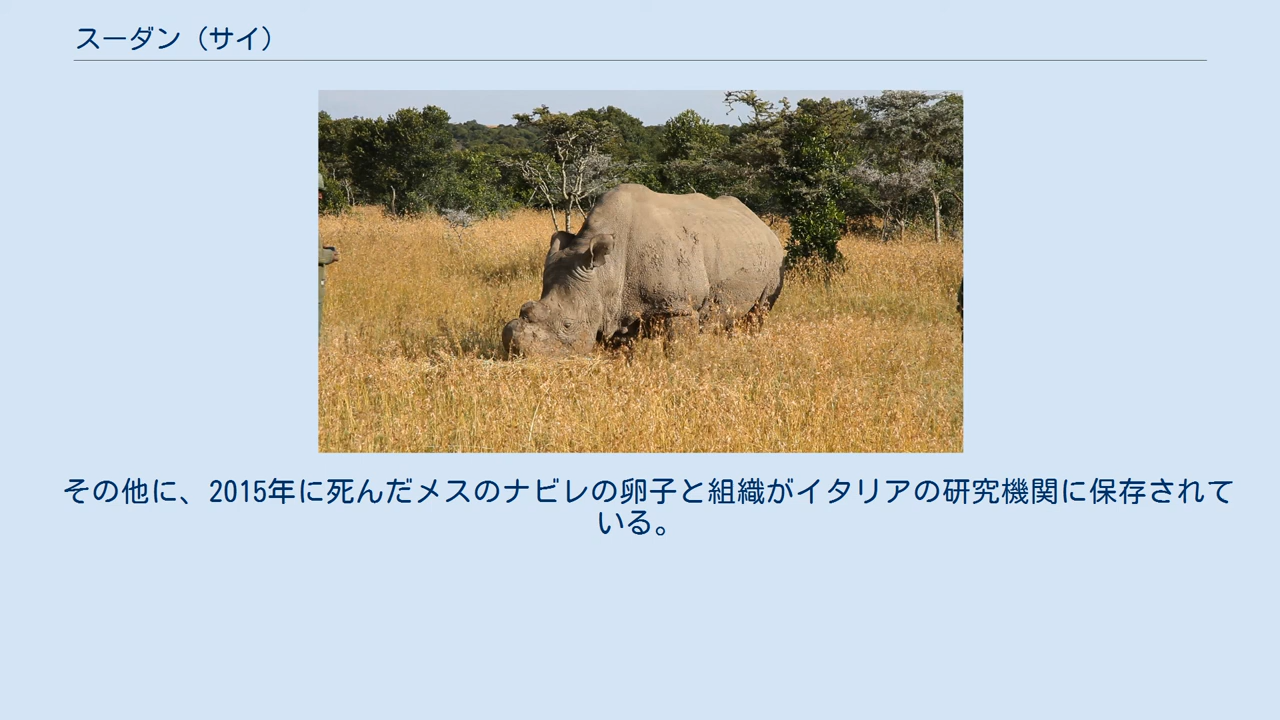 スーダン（サイ）
その他に、2015年に死んだメスのナビレの卵子と組織がイタリアの研究機関に保存されて
いる。